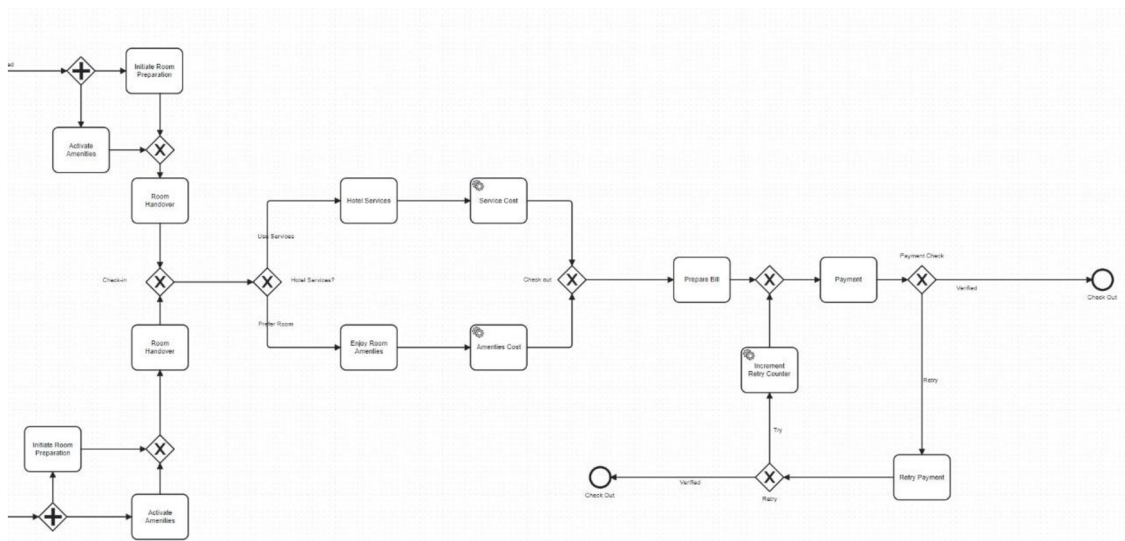 ed
Initiate Room
Preparation
Activate
Amenities
Room
Handover
Check-in
Use Services
Hotel Services?
Prefer Room
Hotel Services
Service Cost
Enjoy Room
Amenities
Amenties Cost
Check out
Prepare Bill
Payment
Payment Check
Verified
Check Out
Increment
Retry Counter
Retry
Try
Retry Payment
Retry
Verified
Check Out
Room
Handover
Initiate Room
Preparation
Activate
Amenities